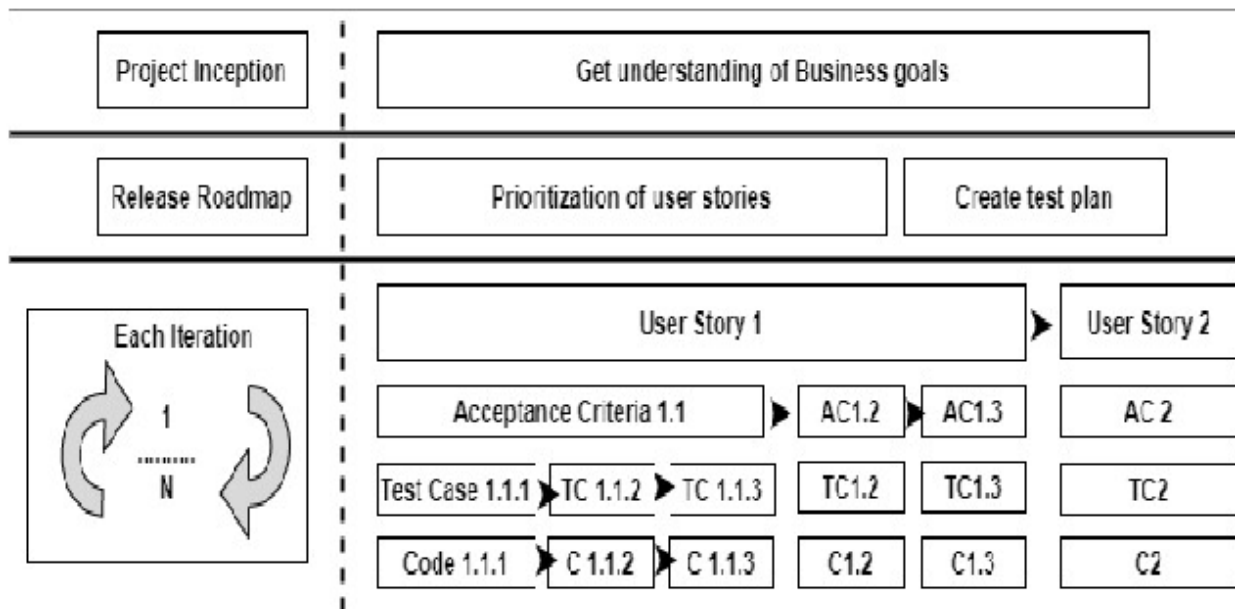 Project Inception
Get understanding of Business goals
Release Roadmap
Prioritization of user stories
Create test plan
Each Iteration
1
.........
N
User Story 1
User Story 2
Acceptance Criteria 1.1
AC1.2
AC1.3
AC 2
Test Case 1.1.1
TC 1.1.2
TC 1.1.3
TC1.2
TC1.3
TC2
Code 1.1.1
C 1.1.2
C 1.1.3
C1.2
C1.3
C2